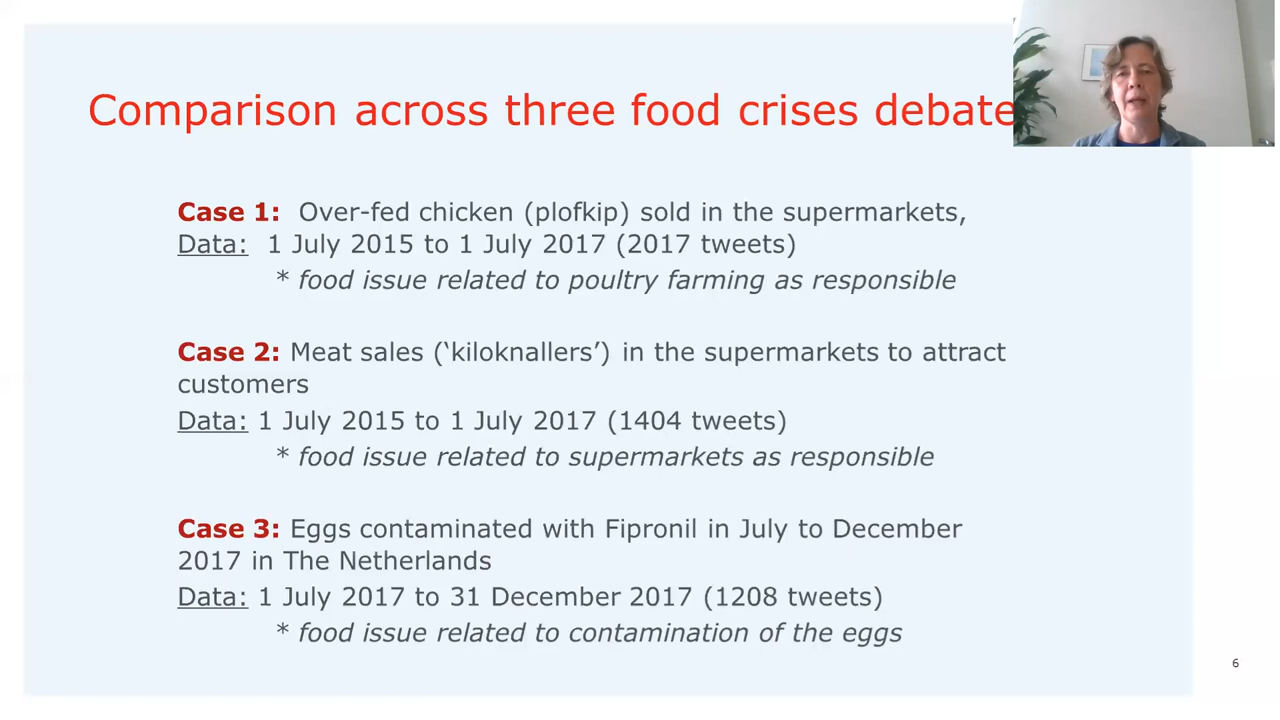 Comparison across three food crises debate
Case 1:  Over-fed chicken (plofkip) sold in the supermarkets,
Data:  1 July 2015 to 1 July 2017 (2017 tweets)
* food issue related to poultry farming as responsible
Case 2: Meat sales (‘kiloknallers’) in the supermarkets to attract
customers
Data: 1 July 2015 to 1 July 2017 (1404 tweets)
* food issue related to supermarkets as responsible
Case 3: Eggs contaminated with Fipronil in July to December
2017 in The Netherlands
Data: 1 July 2017 to 31 December 2017 (1208 tweets)
* food issue related to contamination of the eggs
6